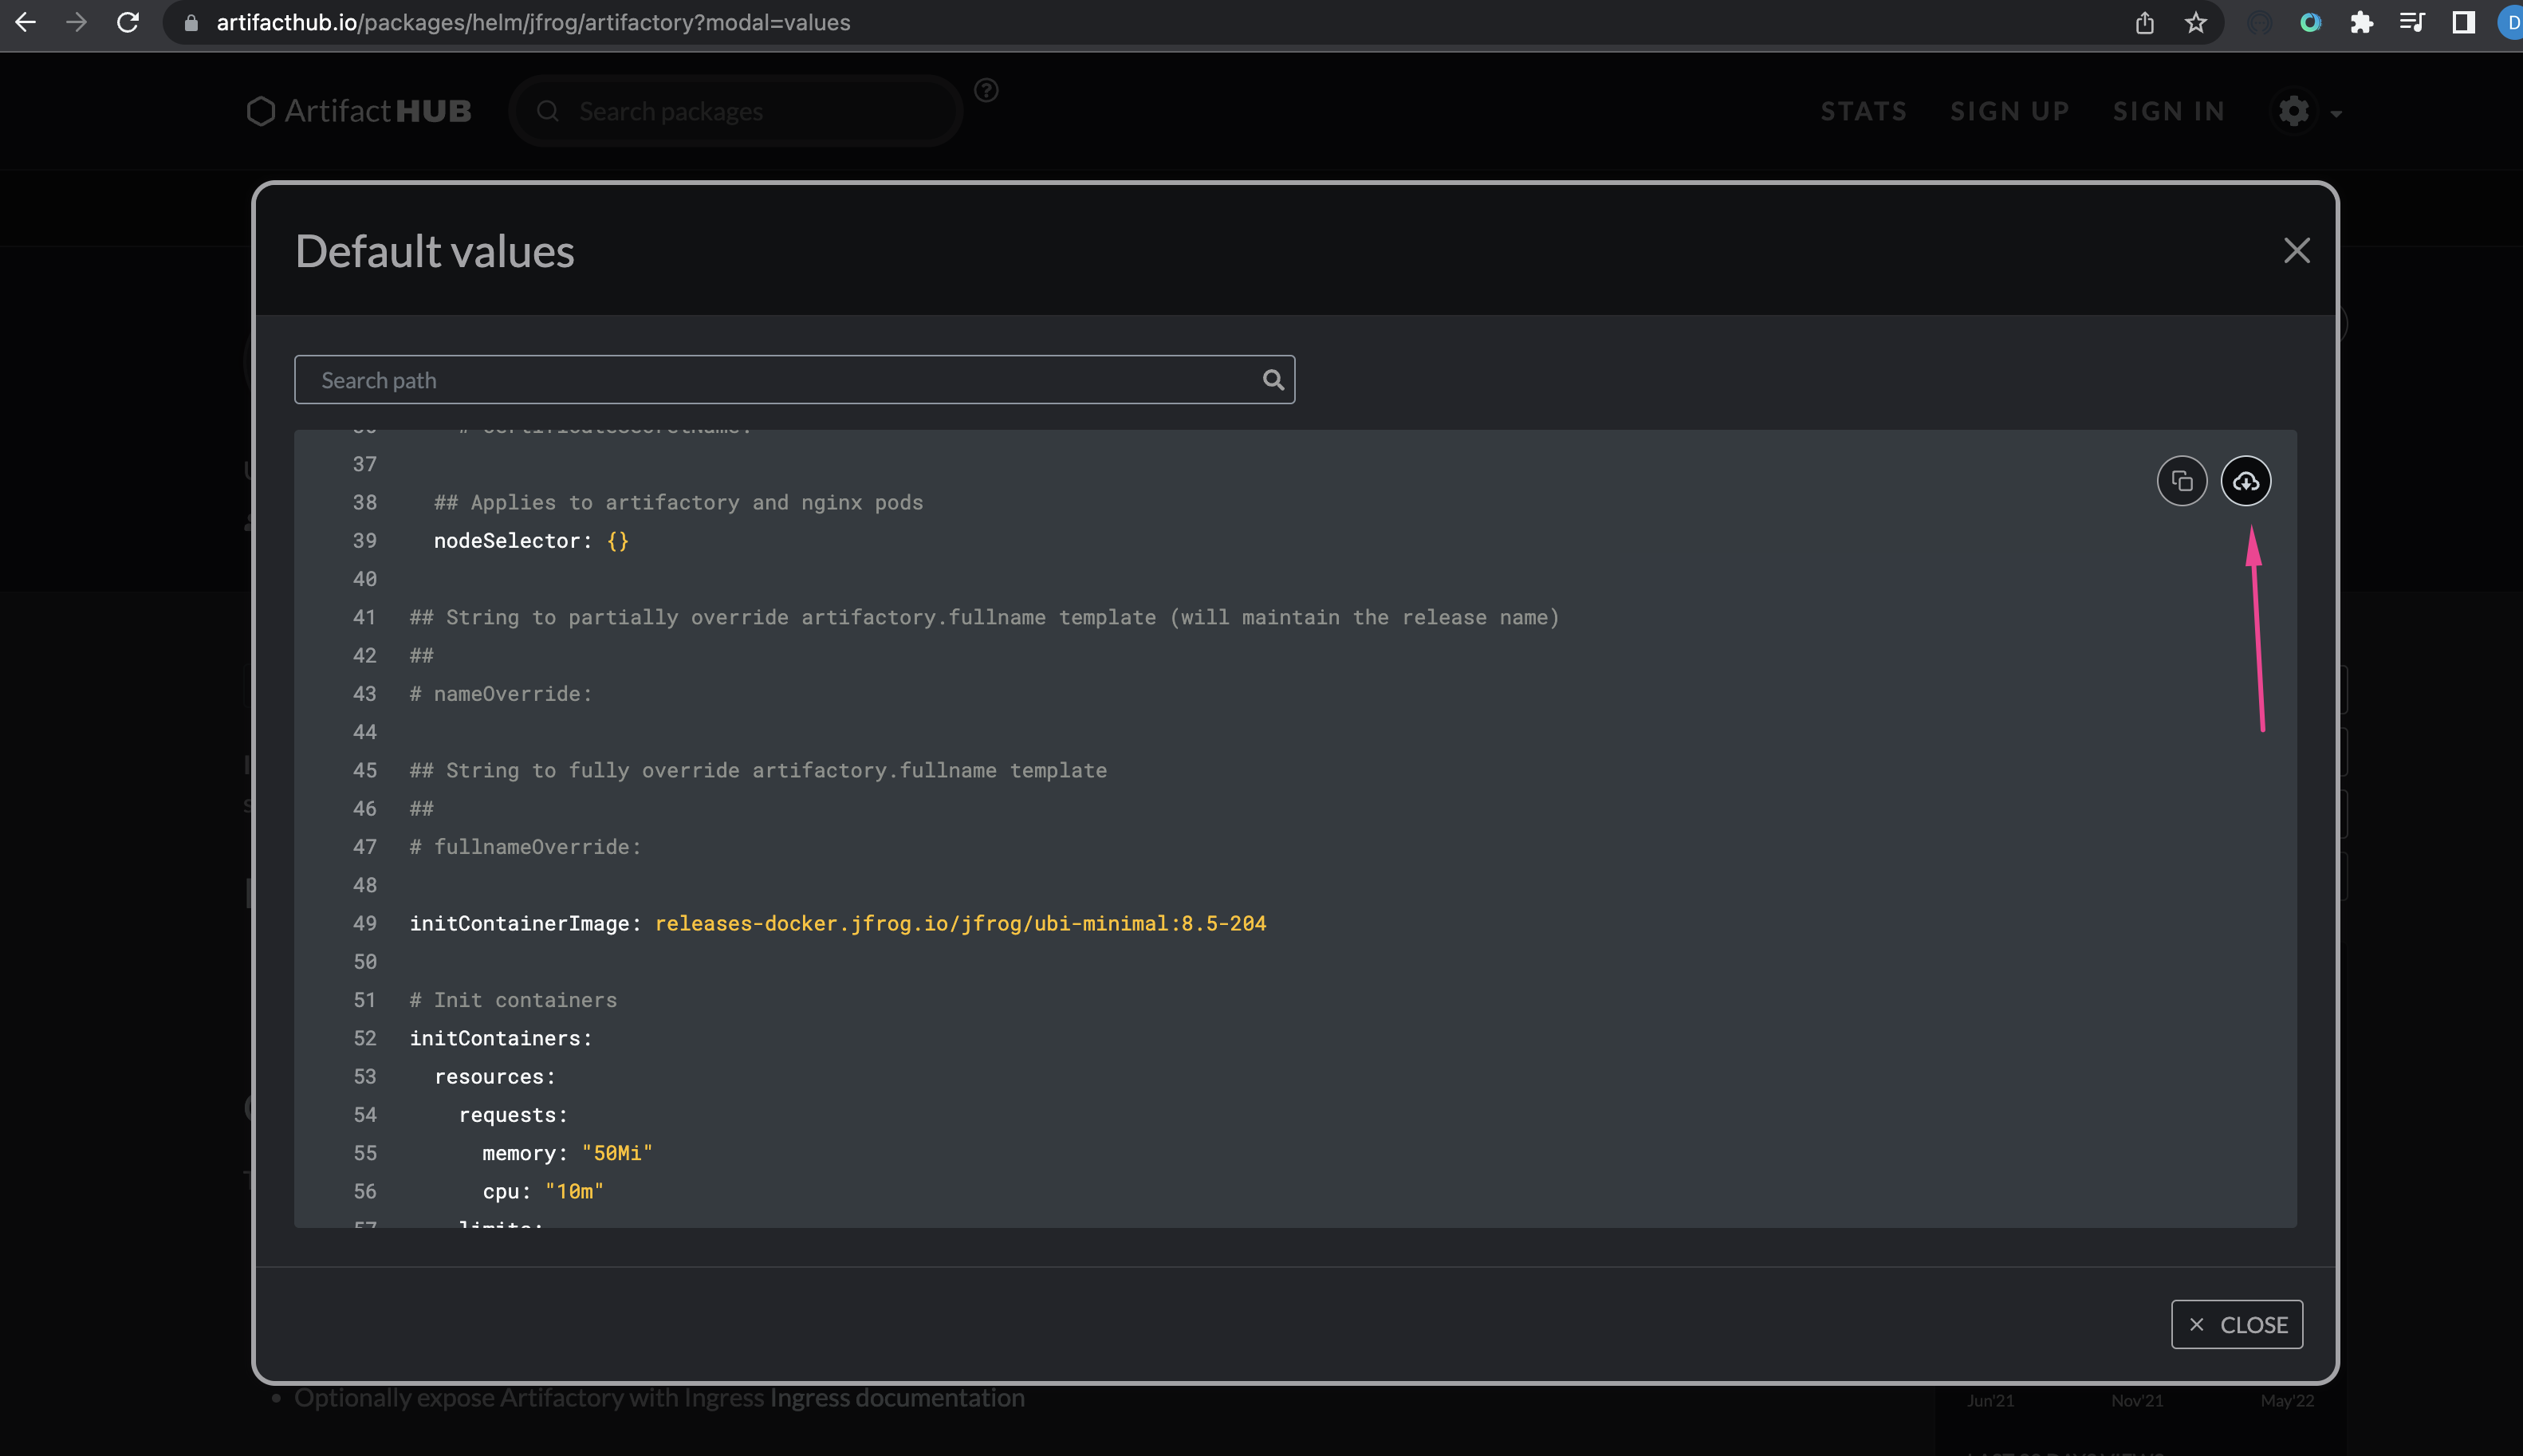 artifacthub.io/packages/helm/jfrog/artifactory?modal=values
D
Artifact HUB
Search packages
?
STATS
SIGN UP
SIGN IN
Default values
Search path
37
38 ## Applies to artifactory and nginx pods
39 nodeSelector: {}
40
41 ## String to partially override artifactory.fullname template (will maintain the release name)
42 ##
43 # nameOverride:
44
45 ## String to fully override artifactory.fullname template
46 ##
47 # fullnameOverride:
48
49 initContainerImage: releases-docker.jfrog.io/jfrog/ubi-minimal:8.5-204
50
51 # Init containers
52 initContainers:
53 resources:
54 requests:
55 memory: "50Mi"
56 cpu: "10m"
57 limits:
CLOSE
• Optionally expose Artifactory with Ingress Ingress documentation
Jun'21 Nov'21 May'22